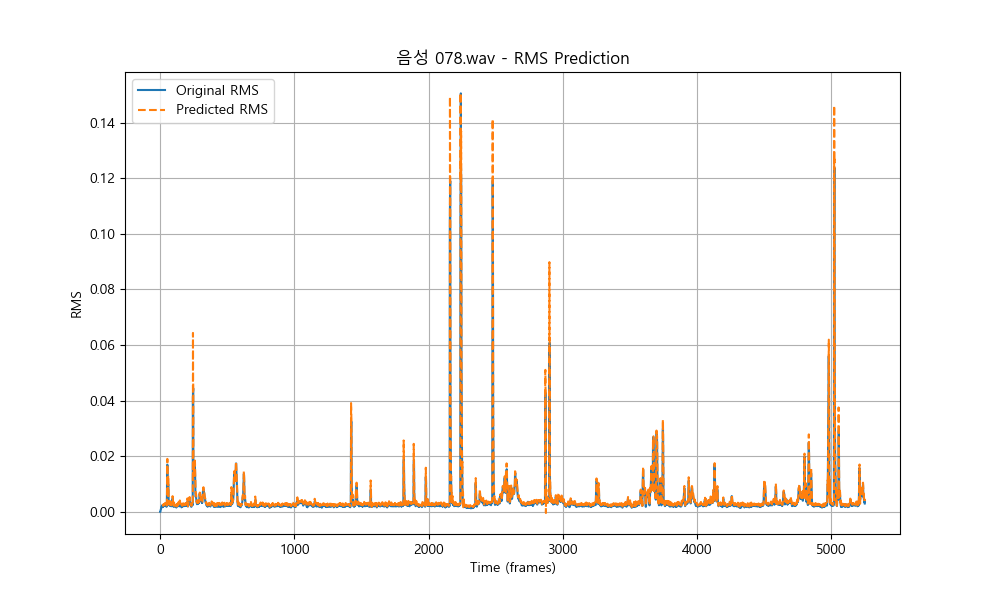 음성 078.wav - RMS Prediction
Original RMS
Predicted RMS
0.14
0.12
0.10
0.08
0.06
0.04
0.02
0.00
RMS
0 1000 2000 3000 4000 5000
Time (frames)